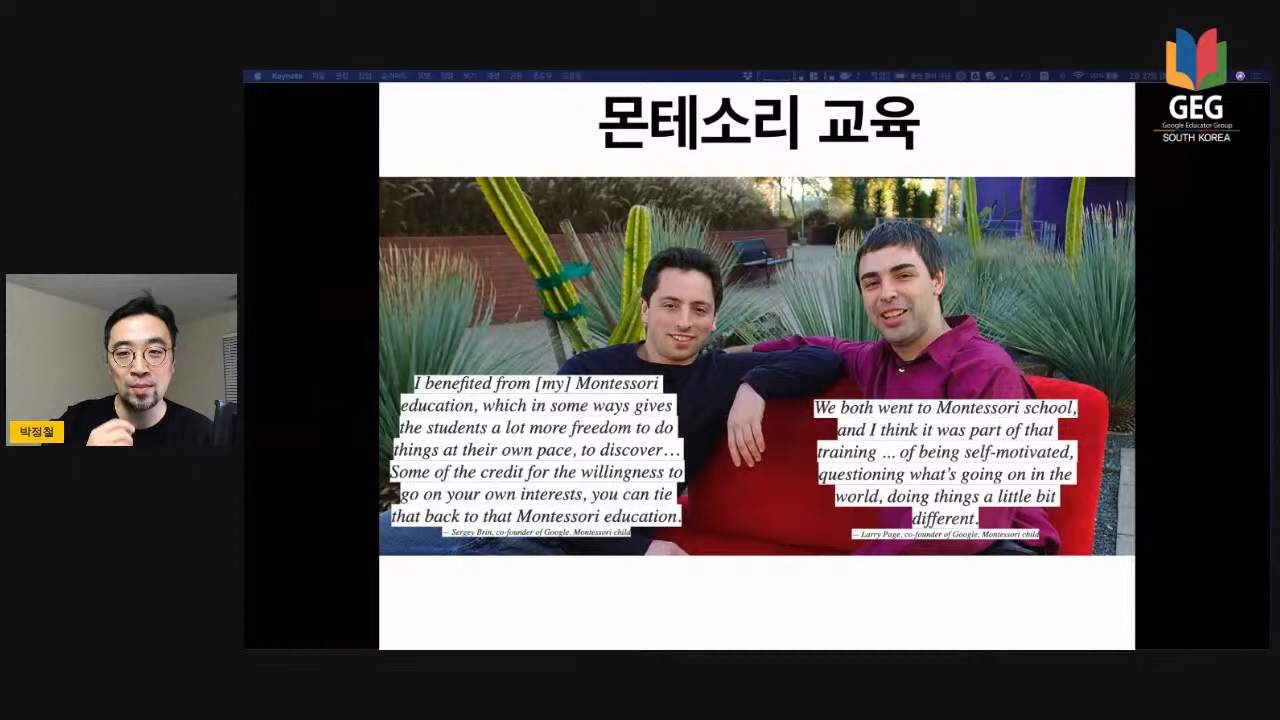 GEG
Google Educator Group
SOUTH KOREA
Keynote
몬테소리 교육
I benefited from [my] Montessori
education, which in some ways gives
the students a lot more freedom to do
things at their own pace, to discover…
Some of the credit for the willingness to
go on your own interests, you can tie
that back to that Montessori education.
— Sergey Brin, co-founder of Google, Montessori child
We both went to Montessori school,
and I think it was part of that
training ... of being self-motivated,
questioning what's going on in the
world, doing things a little bit
different.
— Larry Page, co-founder of Google, Montessori child
박정철